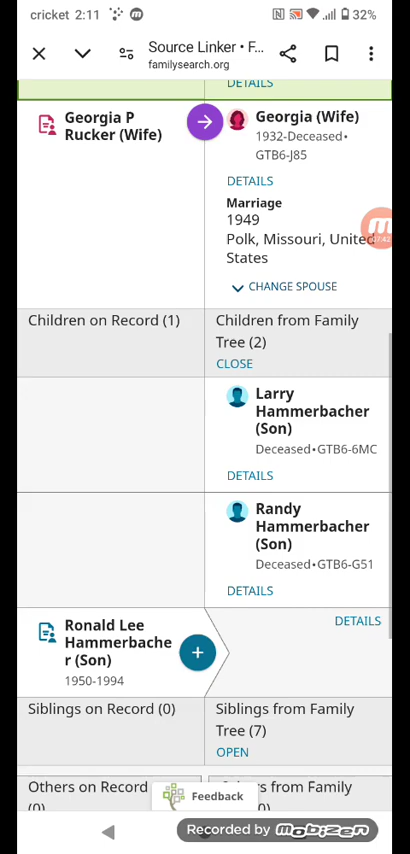 cricket 2:11
32%
Source Linker • F...
familysearch.org
DETAILS
Georgia P
Rucker (Wife)
Georgia (Wife)
1932-Deceased•
GTB6-J85
DETAILS
Marriage
1949
Polk, Missouri, United
States
CHANGE SPOUSE
Children on Record (1)
Children from Family
Tree (2)
CLOSE
Larry
Hammerbacher
(Son)
Deceased•GTB6-6MC
DETAILS
Randy
Hammerbacher
(Son)
Deceased•GTB6-G51
DETAILS
Ronald Lee
Hammerbache
r (Son)
1950-1994
DETAILS
Siblings on Record (0)
Siblings from Family
Tree (7)
OPEN
Others on Record
(0)
from Family
Feedback
Recorded by mobizen